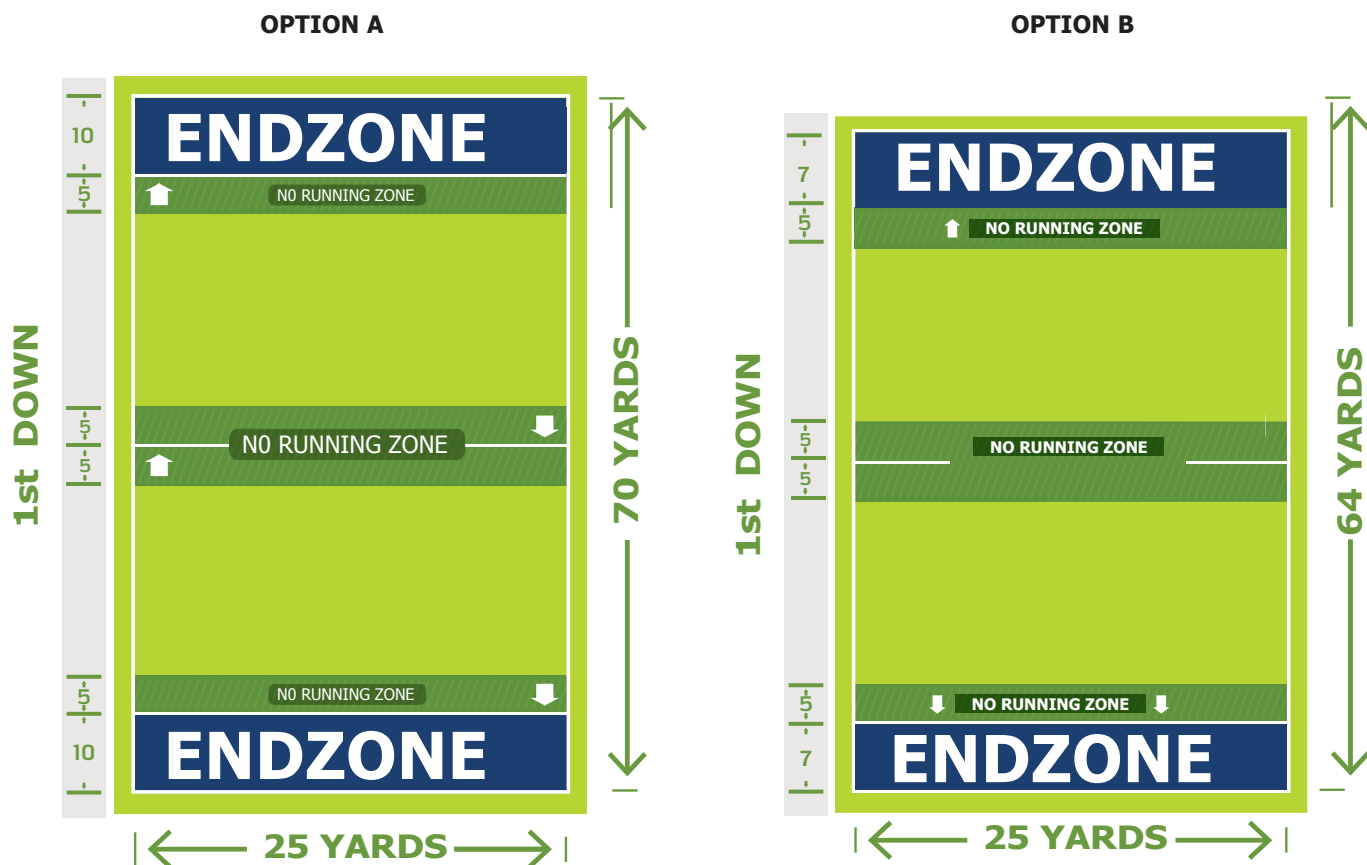 OPTION A
OPTION B
ENDZONE
10
5
N0 RUNNING ZONE
1st DOWN
5
N0 RUNNING ZONE
5
70 YARDS
5
N0 RUNNING ZONE
10
ENDZONE
25 YARDS
ENDZONE
7
5
NO RUNNING ZONE
1st DOWN
5
NO RUNNING ZONE
5
64 YARDS
5
NO RUNNING ZONE
7
ENDZONE
25 YARDS